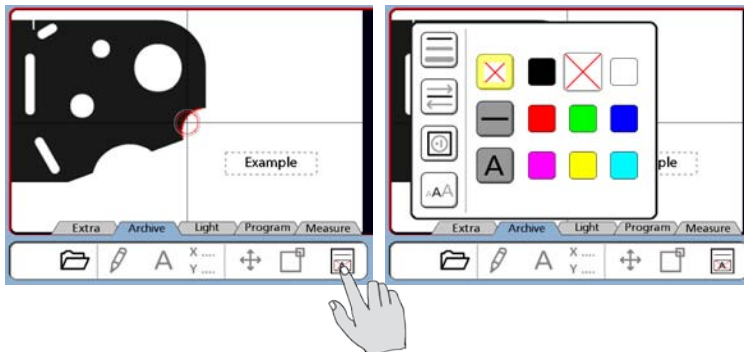 Example
Extra Archive Light Program Measure
A X ....
Y ....
A
A
AAA
ple
Extra Archive Light Program Measure
A X ....
Y ....
A